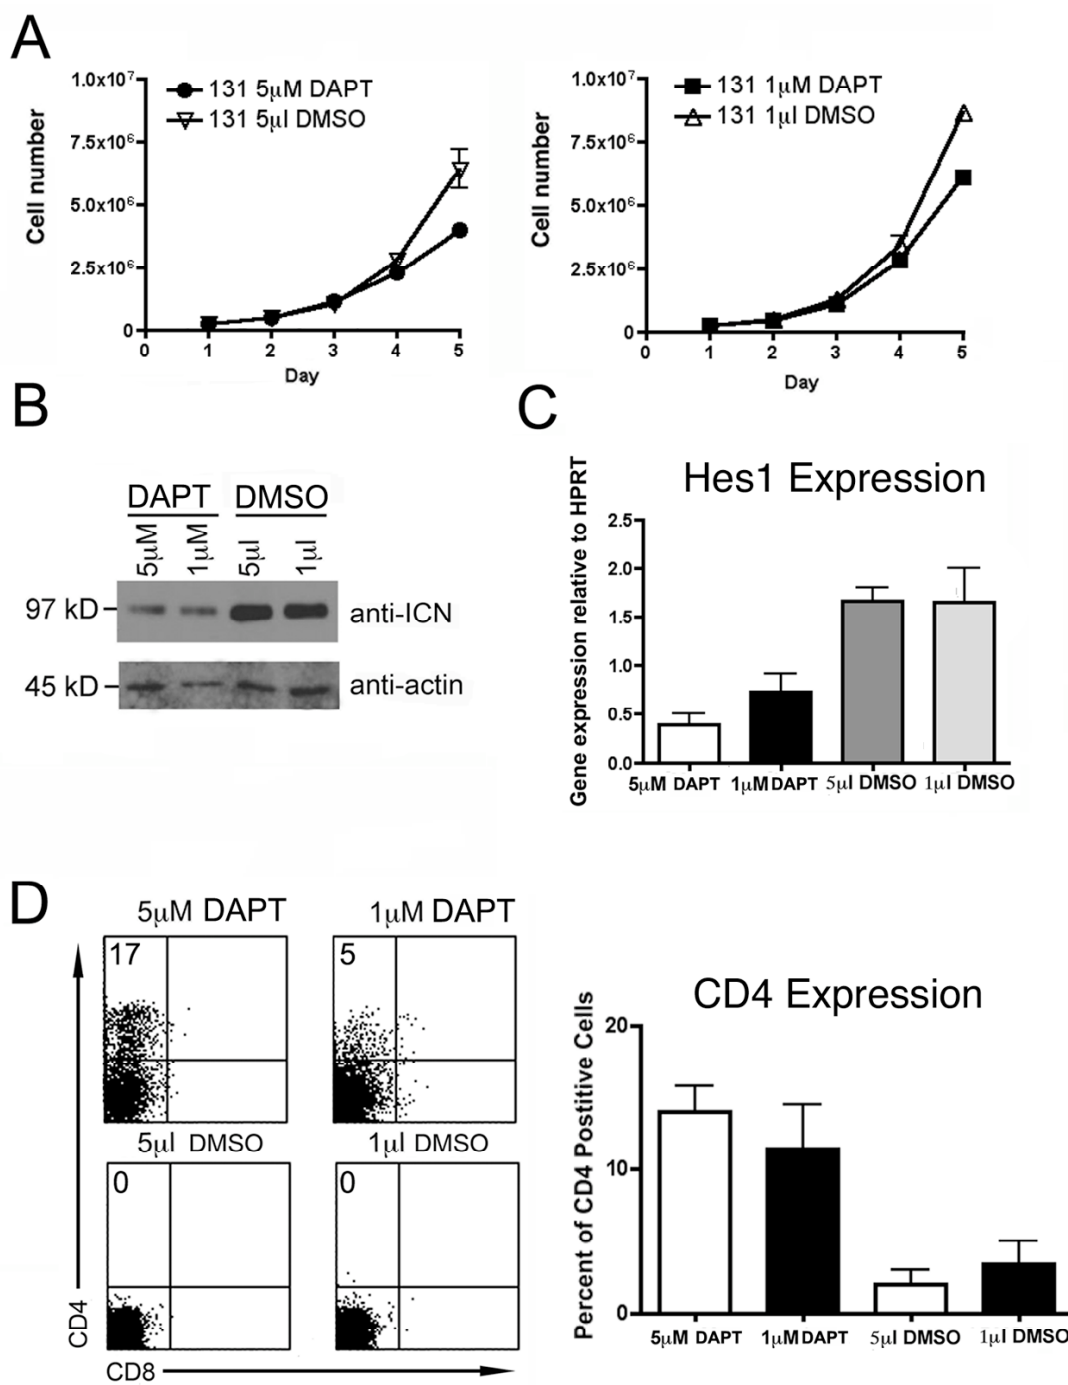 A
1.0x10⁷
7.5x10⁶
5.0x10⁶
2.5x10⁶
0
Cell number
131 5μM DAPT
131 5μl DMSO
0 1 2 3 4 5
Day
1.0x10⁷
7.5x10⁶
5.0x10⁶
2.5x10⁶
0
Cell number
131 1μM DAPT
131 1μl DMSO
0 1 2 3 4 5
Day
B
DAPT DMSO
5μM 1μM 5μl 1μl
97 kD anti-ICN
45 kD anti-actin
C
Hes1 Expression
Gene expression relative to HPRT
2.5
2.0
1.5
1.0
0.5
0.0
5μM DAPT 1μM DAPT 5μl DMSO 1μl DMSO
D
5μM DAPT 1μM DAPT
17 5
5μl DMSO 1μl DMSO
0 0
CD4
CD8
CD4 Expression
Percent of CD4 Postitive Cells
20
10
0
5μM DAPT 1μM DAPT 5μl DMSO 1μl DMSO